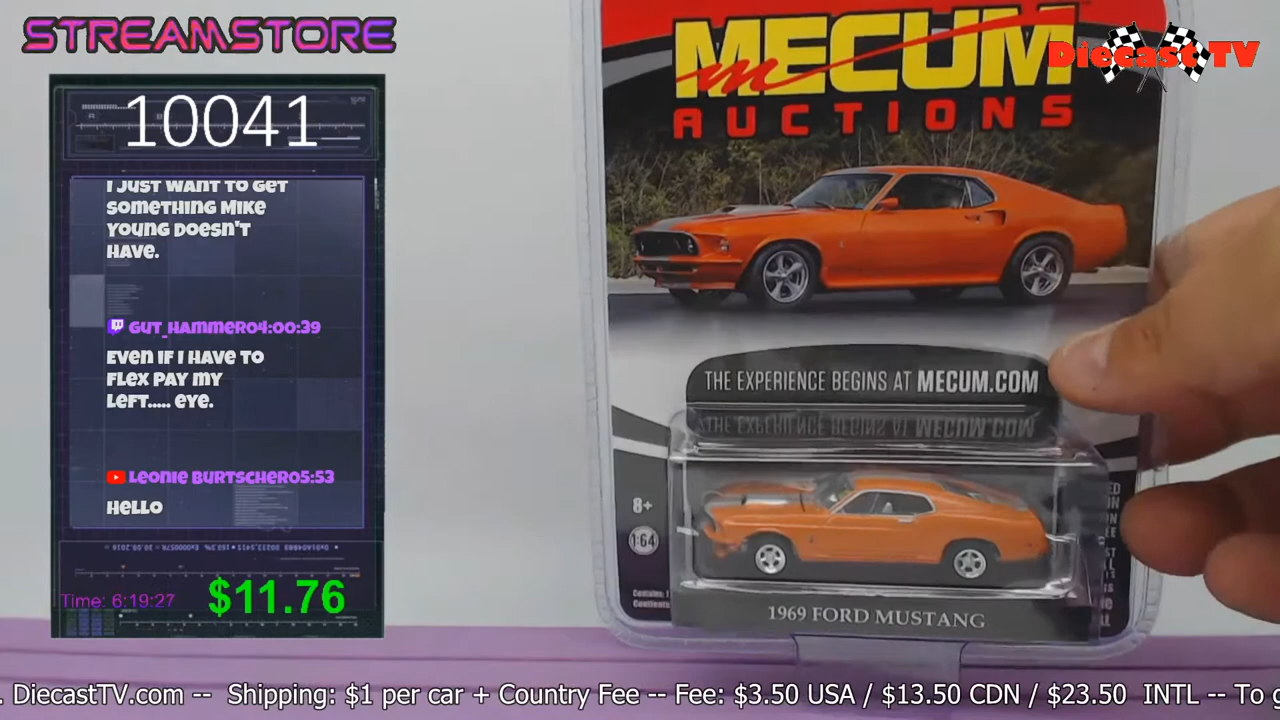 STREAMSTORE
10041
I just want to get
something Mike
Young doesn't
have.
Gut_Hammer04:00:39
Even if I have to
flex pay my
left..... eye.
Leonie Burtscher05:53
Hello
Time: 6:19:27
$11.76
MECUM
AUCTIONS
Diecast TV
THE EXPERIENCE BEGINS AT MECUM.COM
8+
1:64
1969 FORD MUSTANG
. DiecastTV.com -- Shipping: $1 per car + Country Fee -- Fee: $3.50 USA / $13.50 CDN / $23.50 INTL -- To g